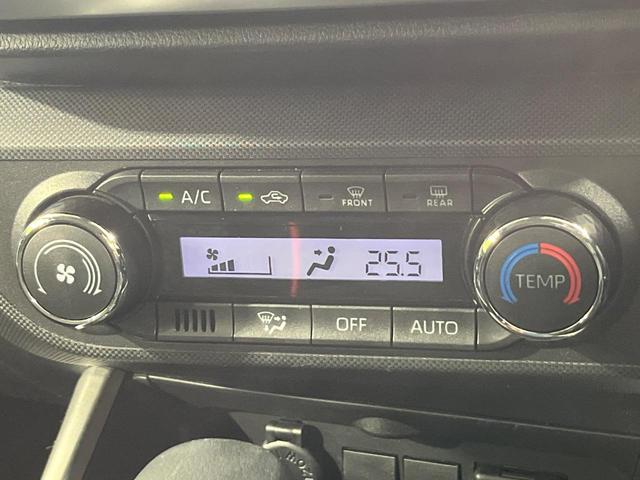 A/C FRONT REAR
25.5
TEMP
OFF AUTO